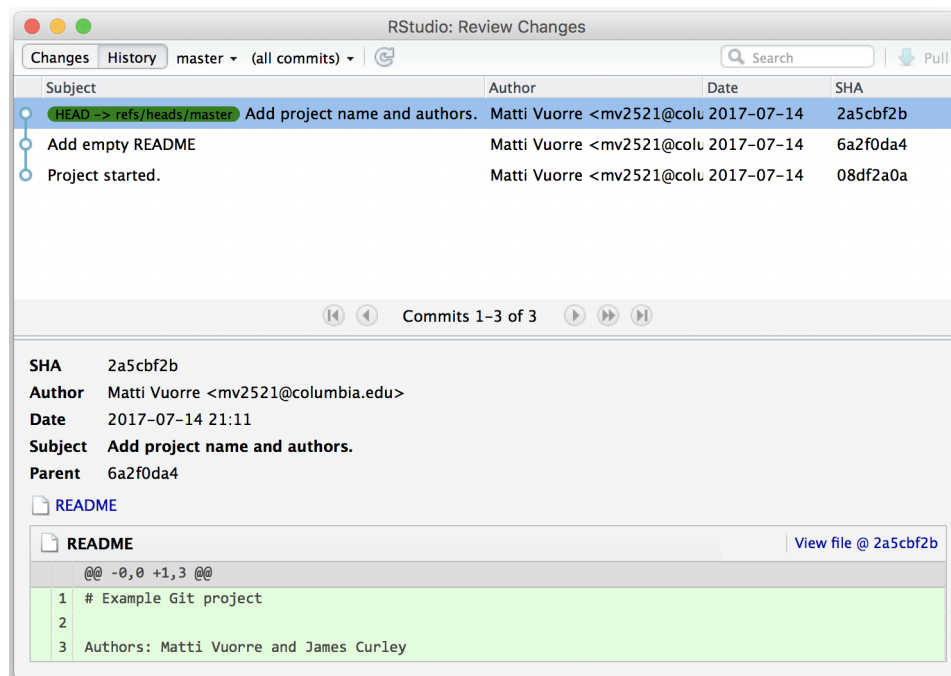 RStudio: Review Changes
Changes History master (all commits) Search Pull
Subject Author Date SHA
HEAD -> refs/heads/master Add project name and authors. Matti Vuorre <mv2521@colu 2017-07-14 2a5cbf2b
Add empty README Matti Vuorre <mv2521@colu 2017-07-14 6a2f0da4
Project started. Matti Vuorre <mv2521@colu 2017-07-14 08df2a0a
Commits 1-3 of 3
SHA 2a5cbf2b
Author Matti Vuorre <mv2521@columbia.edu>
Date 2017-07-14 21:11
Subject Add project name and authors.
Parent 6a2f0da4
README
README View file @ 2a5cbf2b
@@ -0,0 +1,3 @@
1 # Example Git project
2
3 Authors: Matti Vuorre and James Curley